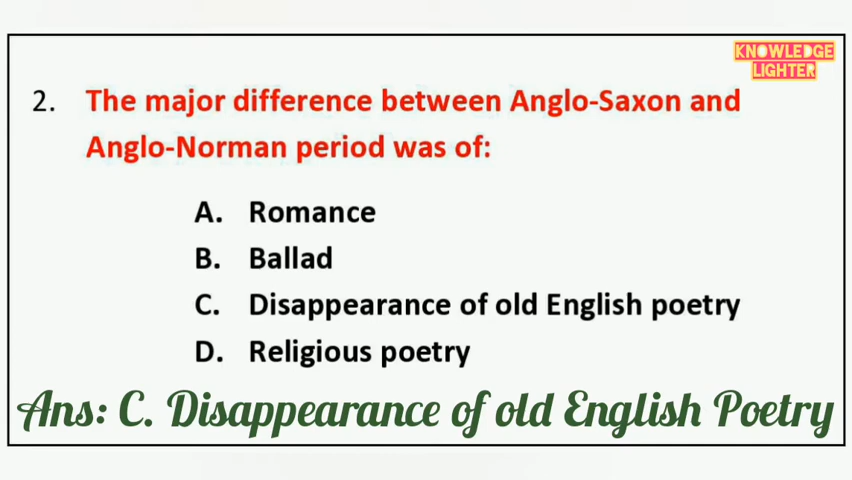 KNOWLEDGE
LIGHTER
2. The major difference between Anglo-Saxon and
Anglo-Norman period was of:
A. Romance
B. Ballad
C. Disappearance of old English poetry
D. Religious poetry
Ans: C. Disappearance of old English Poetry